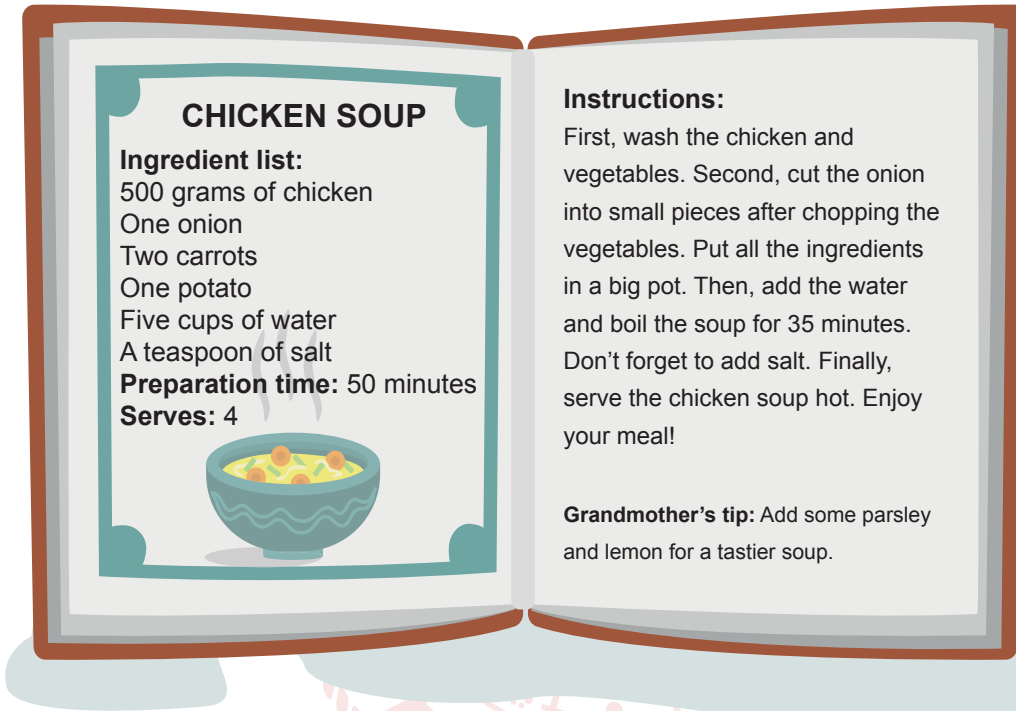 CHICKEN SOUP
Ingredient list:
500 grams of chicken
One onion
Two carrots
One potato
Five cups of water
A teaspoon of salt
Preparation time: 50 minutes
Serves: 4
Instructions:
First, wash the chicken and
vegetables. Second, cut the onion
into small pieces after chopping the
vegetables. Put all the ingredients
in a big pot. Then, add the water
and boil the soup for 35 minutes.
Don’t forget to add salt. Finally,
serve the chicken soup hot. Enjoy
your meal!
Grandmother’s tip: Add some parsley
and lemon for a tastier soup.